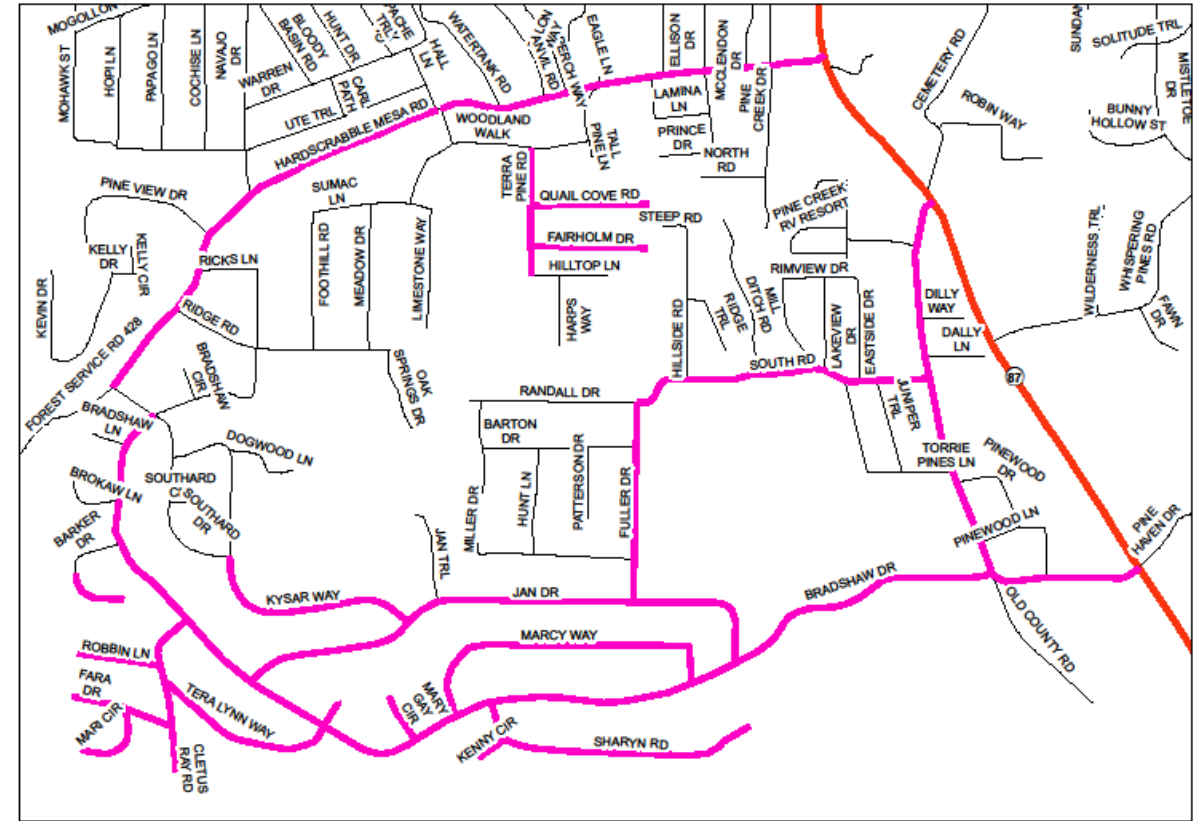 MOGOLLON
MOHAWK ST
HOPI LN
PAPAGO LN
COCHISE LN
NAVAJO
DR
WARREN
DR
BLOODY
BASIN RD
HUNT DR
PACHE
TRL
HALL
LN
CARL
PATH
UTE TRL
WATERTANK RD
ANVIL RD
PERCH WAY
EAGLE LN
ELLISON
DR
MCCLENDON
DR
PINE
CREEK DR
CEMETERY RD
SUNDAN
SOLITUDE TRL
MISTLETOE
DR
ROBIN WAY
BUNNY
HOLLOW ST
HARDSCRABBLE MESA RD
WOODLAND
WALK
LAMINA
LN
PRINCE
DR
TALL
PINE LN
NORTH
RD
PINE VIEW DR
SUMAC
LN
TERRA
PINE RD
QUAIL COVE RD
STEEP RD
PINE CREEK
RV RESORT
KELLY
DR
KELLY CIR
RICKS LN
FOOTHILL RD
MEADOW DR
LIMESTONE WAY
FAIRHOLM DR
HILLTOP LN
RIMVIEW DR
WILDERNESS TRL
WHISPERING
PINES RD
KEVIN DR
RIDGE RD
HARPS
WAY
HILLSIDE RD
RIDGE
TRL
MILL
DITCH RD
LAKEVIEW
DR
EASTSIDE DR
DILLY
WAY
DALLY
LN
FAWN
DR
FOREST SERVICE RD 428
BRADSHAW
CIR
OAK
SPRINGS DR
SOUTH RD
87
BRADSHAW
LN
RANDALL DR
JUNIPER
TRL
DOGWOOD LN
BARTON
DR
TORRIE
PINES LN
PINEWOOD
DR
BROKAW LN
SOUTHARD
SOUTHARD
DR
MILLER DR
HUNT LN
PATTERSON DR
FULLER DR
BARKER
DR
JAN TRL
PINEWOOD LN
PINE
HAVEN DR
KYSAR WAY
JAN DR
BRADSHAW DR
OLD COUNTY RD
ROBBIN LN
MARCY WAY
FARA
DR
TERA LYNN WAY
MARY
GAY
CIR
MARI CIR
KENNY CIR
SHARYN RD
CLETUS
RAY RD